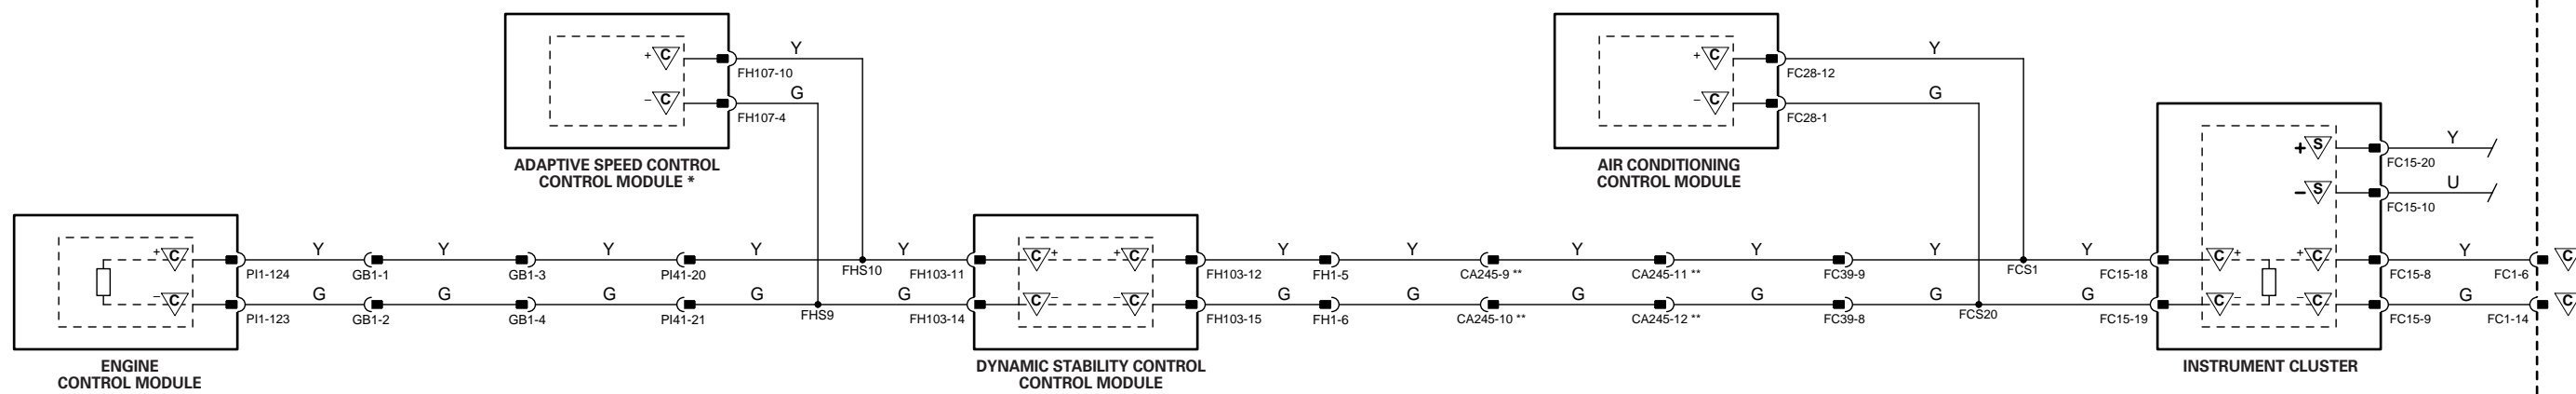 + C Y
FH107-10
− C G
FH107-4
ADAPTIVE SPEED CONTROL
CONTROL MODULE *
+ C Y
FC28-12
− C G
FC28-1
AIR CONDITIONING
CONTROL MODULE
+ S Y
FC15-20
− S U
FC15-10
+ C Y Y Y Y Y C + + C Y Y Y Y Y Y C + + C Y C
PI1-124 GB1-1 GB1-3 PI41-20 FHS10 FH103-11 FH103-12 FH1-5 CA245-9 ** CA245-11 ** FC39-9 FCS1 FC15-18 FC15-8 FC1-6
− C G G G G G C − − C G G G G G G C − − C G C
PI1-123 GB1-2 GB1-4 PI41-21 FHS9 FH103-14 FH103-15 FH1-6 CA245-10 ** CA245-12 ** FC39-8 FCS20 FC15-19 FC15-9 FC1-14
ENGINE
CONTROL MODULE
DYNAMIC STABILITY CONTROL
CONTROL MODULE
INSTRUMENT CLUSTER